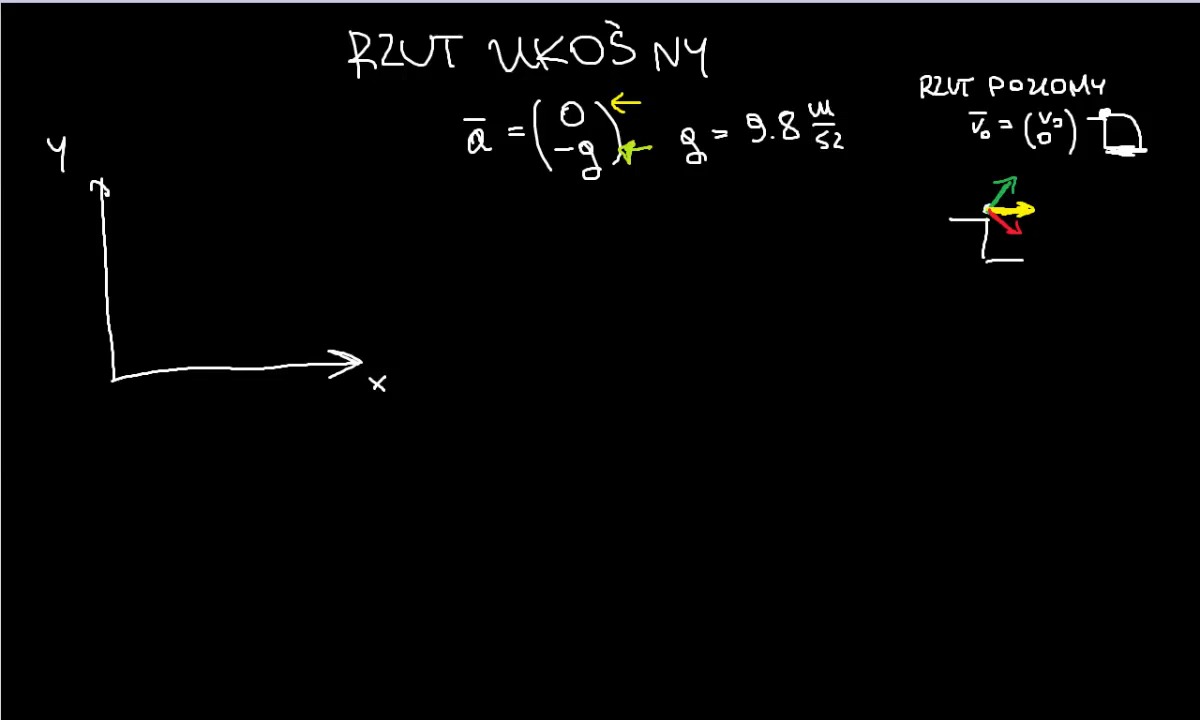 RZUT UKOŚNY
a̅ = (0 -g) g = 9.8 m/s2
RZUT POZIOMY
v̅₀ = (v₀ 0)
Y
x